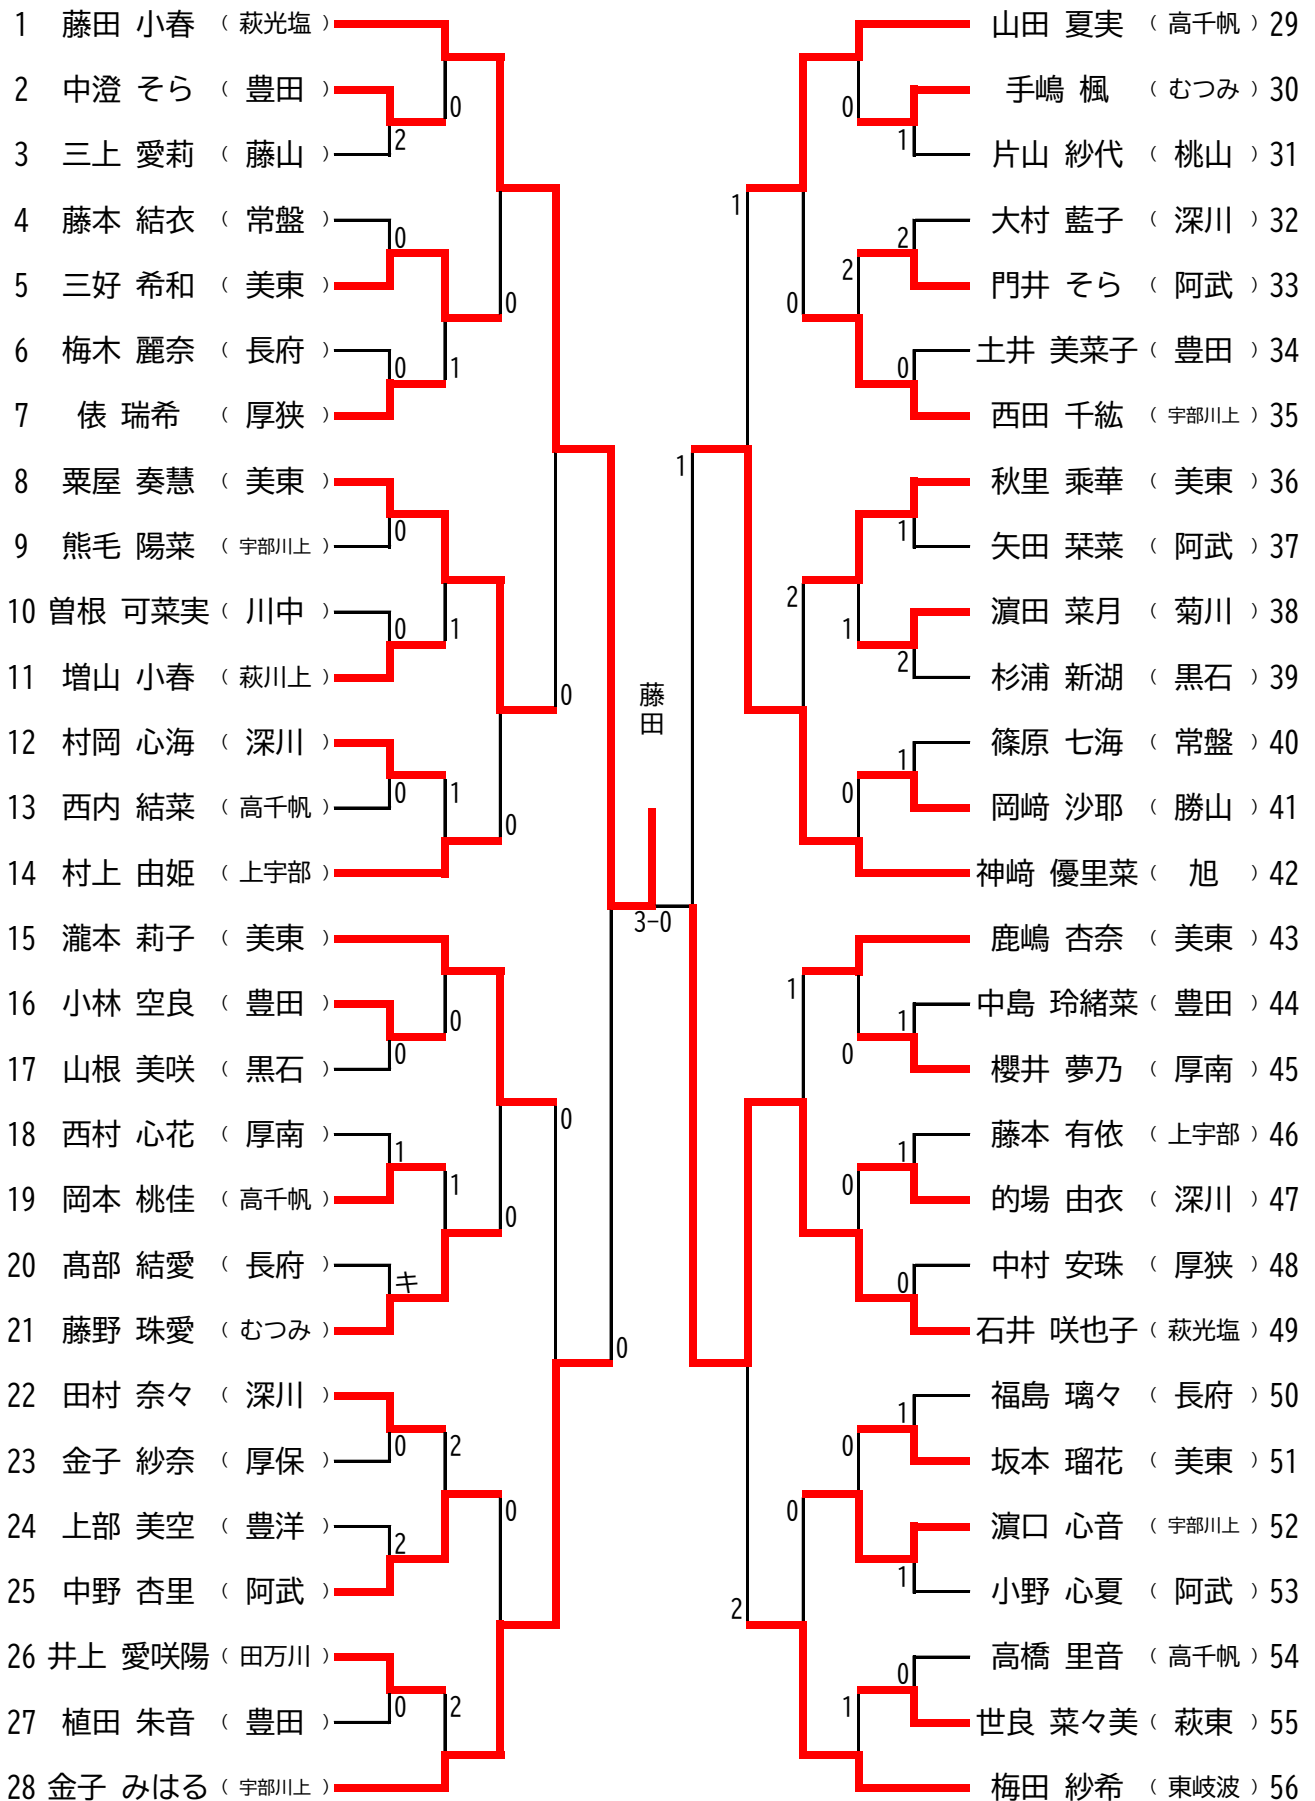 1 藤田 小春 （ 萩光塩 ）
2 中澄 そら （ 豊田 ）
3 三上 愛莉 （ 藤山 ）
4 藤本 結衣 （ 常盤 ）
5 三好 希和 （ 美東 ）
6 梅木 麗奈 （ 長府 ）
7 俵 瑞希 （ 厚狭 ）
8 粟屋 奏慧 （ 美東 ）
9 熊毛 陽菜 （ 宇部川上 ）
10 曽根 可菜実 （ 川中 ）
11 増山 小春 （ 萩川上 ）
12 村岡 心海 （ 深川 ）
13 西内 結菜 （ 高千帆 ）
14 村上 由姫 （ 上宇部 ）
15 瀧本 莉子 （ 美東 ）
16 小林 空良 （ 豊田 ）
17 山根 美咲 （ 黒石 ）
18 西村 心花 （ 厚南 ）
19 岡本 桃佳 （ 高千帆 ）
20 髙部 結愛 （ 長府 ）
21 藤野 珠愛 （ むつみ ）
22 田村 奈々 （ 深川 ）
23 金子 紗奈 （ 厚保 ）
24 上部 美空 （ 豊洋 ）
25 中野 杏里 （ 阿武 ）
26 井上 愛咲陽 （ 田万川 ）
27 植田 朱音 （ 豊田 ）
28 金子 みはる （ 宇部川上 ）
0
2
0
0
0
1
0
0
1
0
0
1
0
0
0
0
1
1
0
キ
0
0
0
2
0
2
0
2
藤田
3-0
1
0
1
2
2
0
0
1
1
2
1
2
1
0
1
1
0
1
0
0
1
0
0
1
2
0
1
山田 夏実 （ 高千帆 ） 29
手嶋 楓 （ むつみ ） 30
片山 紗代 （ 桃山 ） 31
大村 藍子 （ 深川 ） 32
門井 そら （ 阿武 ） 33
土井 美菜子 （ 豊田 ） 34
西田 千紘 （ 宇部川上 ） 35
秋里 乘華 （ 美東 ） 36
矢田 栞菜 （ 阿武 ） 37
濵田 菜月 （ 菊川 ） 38
杉浦 新湖 （ 黒石 ） 39
篠原 七海 （ 常盤 ） 40
岡﨑 沙耶 （ 勝山 ） 41
神﨑 優里菜 （ 旭 ） 42
鹿嶋 杏奈 （ 美東 ） 43
中島 玲緒菜 （ 豊田 ） 44
櫻井 夢乃 （ 厚南 ） 45
藤本 有依 （ 上宇部 ） 46
的場 由衣 （ 深川 ） 47
中村 安珠 （ 厚狭 ） 48
石井 咲也子 （ 萩光塩 ） 49
福島 璃々 （ 長府 ） 50
坂本 瑠花 （ 美東 ） 51
濵口 心音 （ 宇部川上 ） 52
小野 心夏 （ 阿武 ） 53
高橋 里音 （ 高千帆 ） 54
世良 菜々美 （ 萩東 ） 55
梅田 紗希 （ 東岐波 ） 56